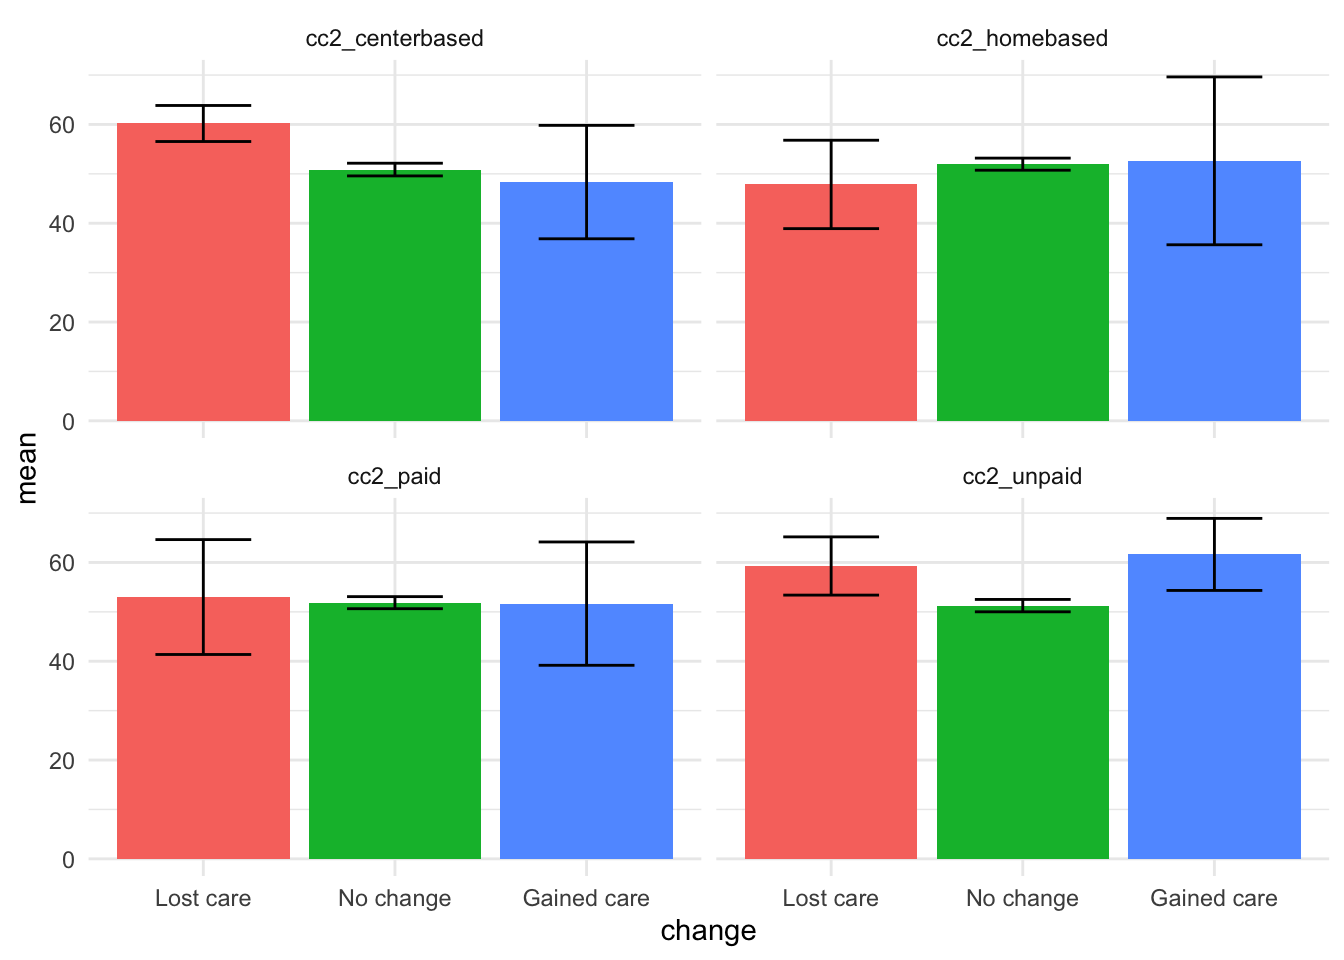 cc2_centerbased
cc2_homebased
60
40
20
0
cc2_paid
cc2_unpaid
60
40
20
0
mean
Lost care
No change
Gained care
Lost care
No change
Gained care
change